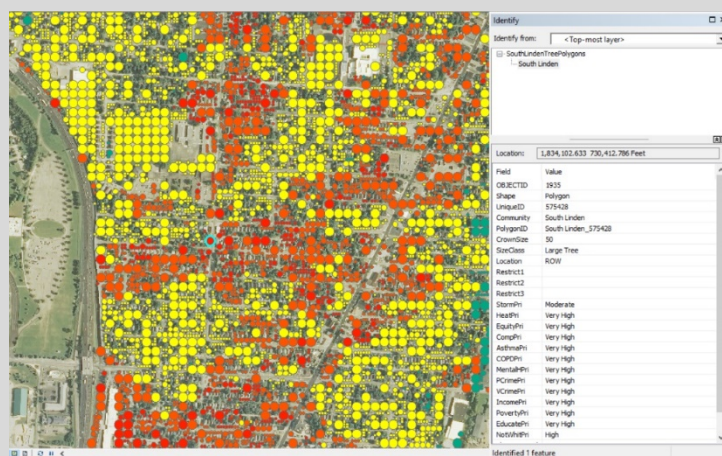 Identify
Identify from: <Top-most layer>
SouthLindenTreePolygons
South Linden
Location: 1,834,102.633 730,412.786 Feet
Field Value
OBJECTID 1935
Shape Polygon
UniqueID 575428
Community South Linden
PolygonID South Linden_575428
CrownSize 50
SizeClass Large Tree
Location ROW
Restrict1
Restrict2
Restrict3
StormPri Moderate
HeatPri Very High
EquityPri Very High
CompPri Very High
AsthmaPri Very High
COPDPri Very High
MentalHPri Very High
PCrimePri Very High
VCrimePri Very High
IncomePri Very High
PovertyPri Very High
EducatePri Very High
NotWhtPri High
Identified 1 feature